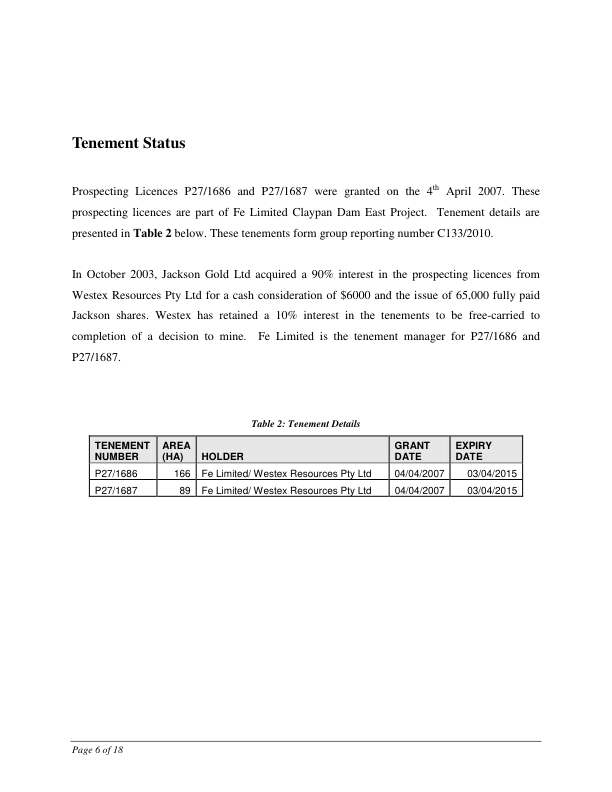 Tenement Status
Prospecting Licences P27/1686 and P27/1687 were granted on the 4th April 2007. These
prospecting licences are part of Fe Limited Claypan Dam East Project. Tenement details are
presented in Table 2 below. These tenements form group reporting number C133/2010.
In October 2003, Jackson Gold Ltd acquired a 90% interest in the prospecting licences from
Westex Resources Pty Ltd for a cash consideration of $6000 and the issue of 65,000 fully paid
Jackson shares. Westex has retained a 10% interest in the tenements to be free-carried to
completion of a decision to mine. Fe Limited is the tenement manager for P27/1686 and
P27/1687.
Table 2: Tenement Details
TENEMENT NUMBER AREA (HA) HOLDER GRANT DATE EXPIRY DATE
P27/1686 166 Fe Limited/ Westex Resources Pty Ltd 04/04/2007 03/04/2015
P27/1687 89 Fe Limited/ Westex Resources Pty Ltd 04/04/2007 03/04/2015
Page 6 of 18